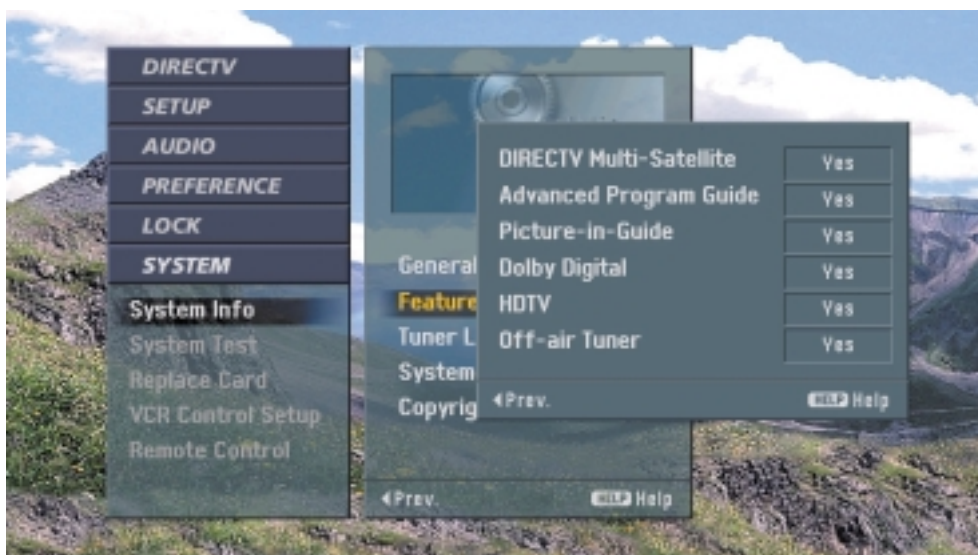 DIRECTV
SETUP
AUDIO
PREFERENCE
LOCK
SYSTEM
System Info
System Test
Replace Card
VCR Control Setup
Remote Control
General
Feature
Tuner L
System
Copyrig
Prev.
HELP Help
DIRECTV Multi-Satellite Yes
Advanced Program Guide Yes
Picture-in-Guide Yes
Dolby Digital Yes
HDTV Yes
Off-air Tuner Yes
Prev. HELP Help